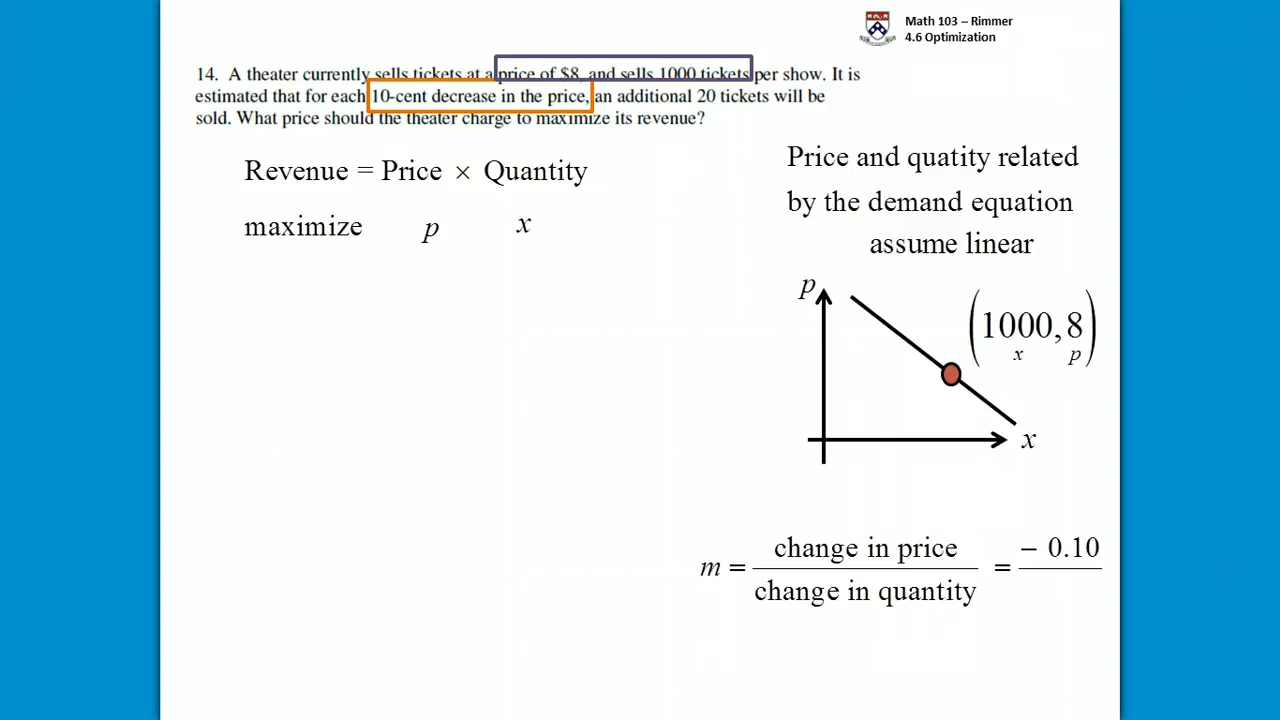 Math 103 – Rimmer
4.6 Optimization
14. A theater currently sells tickets at a price of $8, and sells 1000 tickets per show. It is
estimated that for each 10-cent decrease in the price, an additional 20 tickets will be
sold. What price should the theater charge to maximize its revenue?
Revenue = Price × Quantity
maximize p x
Price and quatity related
by the demand equation
assume linear
p
(1000, 8)
x p
x
m = change in price / change in quantity = − 0.10